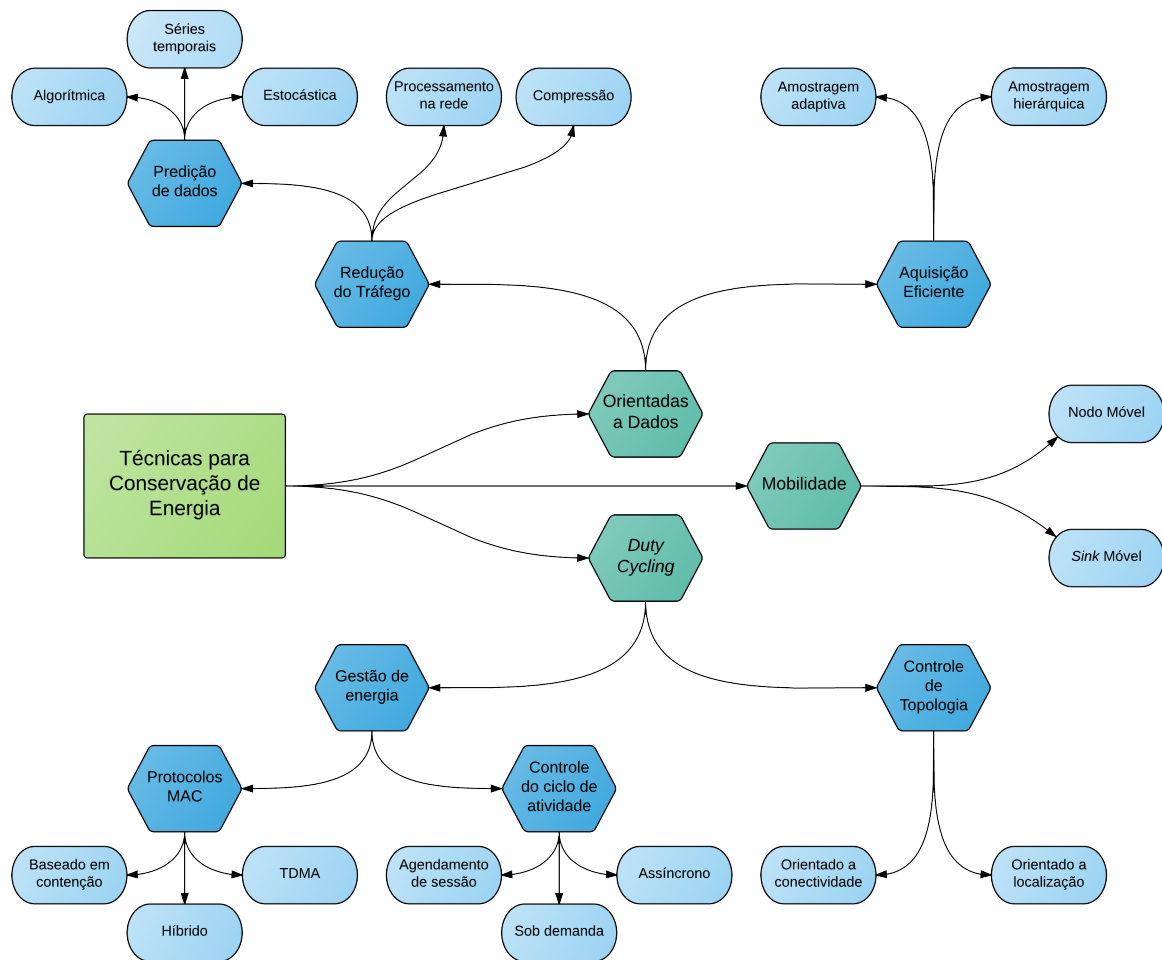 Séries
temporais
Algorítmica
Estocástica
Processamento
na rede
Compressão
Amostragem
adaptiva
Amostragem
hierárquica
Predição
de dados
Redução
do Tráfego
Aquisição
Eficiente
Orientadas
a Dados
Nodo Móvel
Técnicas para
Conservação de
Energia
Mobilidade
Duty
Cycling
Sink Móvel
Gestão de
energia
Controle
de
Topologia
Protocolos
MAC
Controle
do ciclo de
atividade
Baseado em
contenção
TDMA
Agendamento
de sessão
Assíncrono
Orientado a
conectividade
Orientado a
localização
Híbrido
Sob demanda